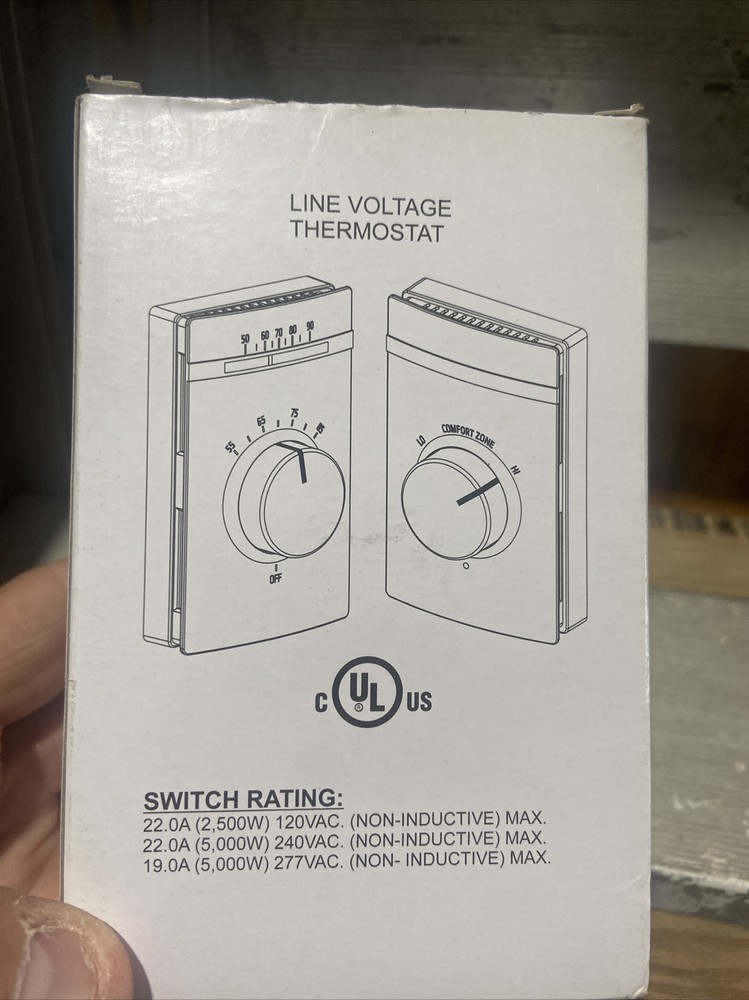 LINE VOLTAGE
THERMOSTAT
50 60 70 80 90
55 65 75 85
OFF
LO COMFORT ZONE HI
C UL® US
SWITCH RATING:
22.0A (2,500W) 120VAC. (NON-INDUCTIVE) MAX.
22.0A (5,000W) 240VAC. (NON-INDUCTIVE) MAX.
19.0A (5,000W) 277VAC. (NON- INDUCTIVE) MAX.